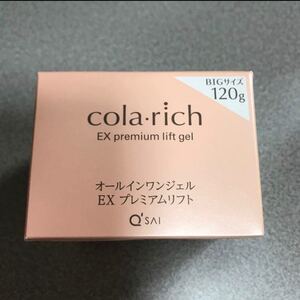 BIGサイズ
120g
cola・rich
EX premium lift gel
オールインワンジェル
EX プレミアムリフト
Q'SAI